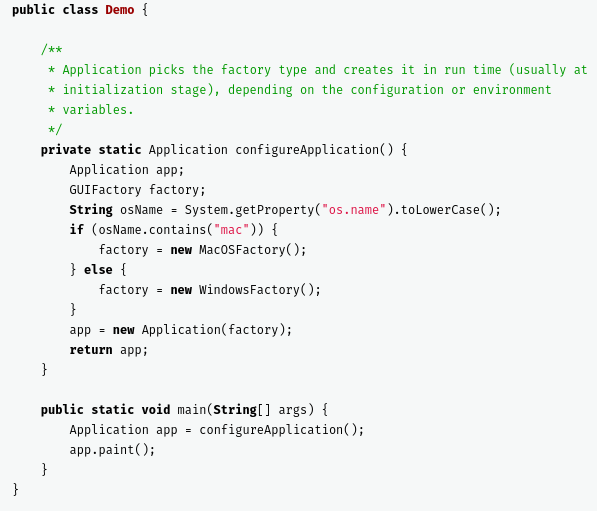 public class Demo {

    /**
     * Application picks the factory type and creates it in run time (usually at
     * initialization stage), depending on the configuration or environment
     * variables.
     */
    private static Application configureApplication() {
        Application app;
        GUIFactory factory;
        String osName = System.getProperty("os.name").toLowerCase();
        if (osName.contains("mac")) {
            factory = new MacOSFactory();
        } else {
            factory = new WindowsFactory();
        }
        app = new Application(factory);
        return app;
    }

    public static void main(String[] args) {
        Application app = configureApplication();
        app.paint();
    }
}